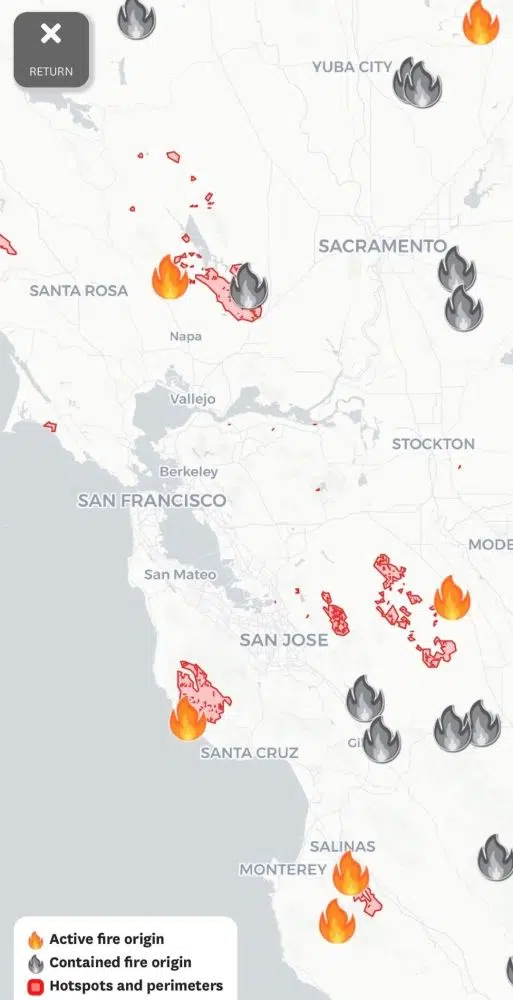 RETURN
YUBA CITY
SACRAMENTO
SANTA ROSA
Napa
Vallejo
STOCKTON
Berkeley
SAN FRANCISCO
MODE
San Mateo
SAN JOSE
Gil
SANTA CRUZ
SALINAS
MONTEREY
Active fire origin
Contained fire origin
Hotspots and perimeters